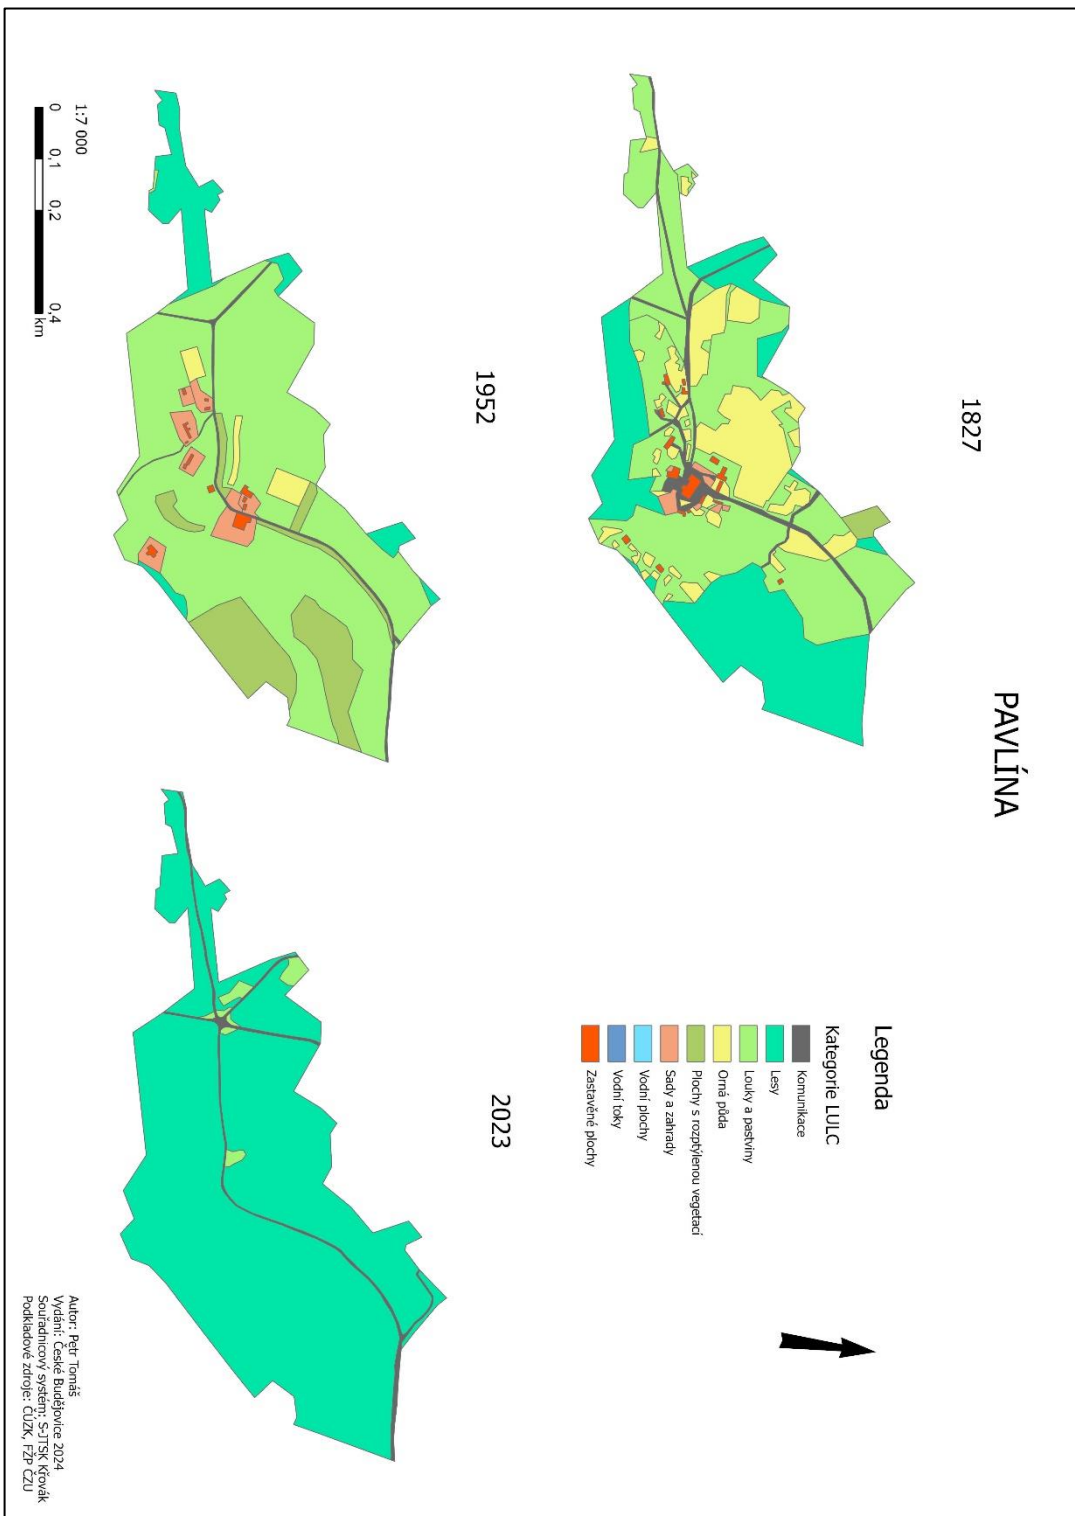 PAVLÍNA
1827
1952
2023
Legenda
Kategorie LULC
Komunikace
Lesy
Louky a pastviny
Orná půda
Plochy s rozptýlenou vegetací
Sady a zahrady
Vodní plochy
Vodní toky
Zastavěné plochy
1:7 000
0 0,1 0,2 0,4
km
Autor: Petr Tomáš
Vydání: České Budějovice 2024
Souřadnicový systém: S-JTSK Křovák
Podkladové zdroje: ČÚZK, FŽP ČZU